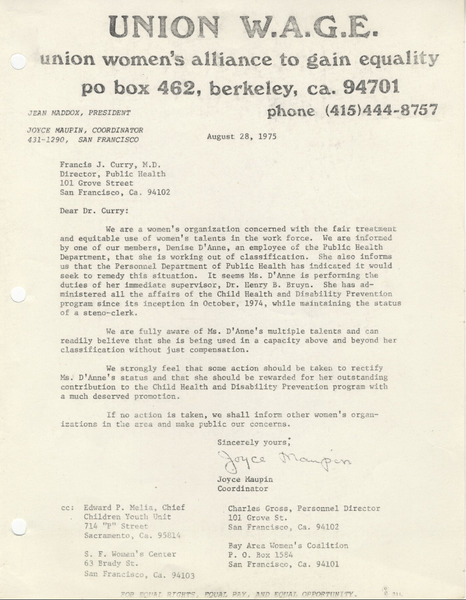 UNION W.A.G.E.
union women's alliance to gain equality
po box 462, berkeley, ca. 94701
phone (415)444-8757
JEAN MADDOX, PRESIDENT
JOYCE MAUPIN, COORDINATOR
431-1290, SAN FRANCISCO
August 28, 1975
Francis J. Curry, M.D.
Director, Public Health
101 Grove Street
San Francisco, Ca. 94102
Dear Dr. Curry:
We are a women's organization concerned with the fair treatment
and equitable use of women's talents in the work force. We are informed
by one of our members, Denise D'Anne, an employee of the Public Health
Department, that she is working out of classification. She also informs
us that the Personnel Department of Public Health has indicated it would
seek to remedy this situation. It seems Ms. D'Anne is performing the
duties of her immediate supervisor, Dr. Henry B. Bruyn. She has ad-
ministered all the affairs of the Child Health and Disability Prevention
program since its inception in October, 1974, while maintaining the status
of a steno-clerk.
We are fully aware of Ms. D'Anne's multiple talents and can
readily believe that she is being used in a capacity above and beyond her
classification without just compensation.
We strongly feel that some action should be taken to rectify
Ms. D'Anne's status and that she should be rewarded for her outstanding
contribution to the Child Health and Disability Prevention program with
a much deserved promotion.
If no action is taken, we shall inform other women's organ-
izations in the area and make public our concerns.
Sincerely yours,
Joyce Maupin
Joyce Maupin
Coordinator
cc: Edward P. Melia, Chief
Children Youth Unit
714 "P" Street
Sacramento, Ca. 95814
S. F. Women's Center
63 Brady St.
San Francisco, Ca. 94103
Charles Gross, Personnel Director
101 Grove St.
San Francisco, Ca. 94102
Bay Area Women's Coalition
P. O. Box 1584
San Francisco, Ca. 94101
FOR EQUAL RIGHTS, EQUAL PAY, AND EQUAL OPPORTUNITY.